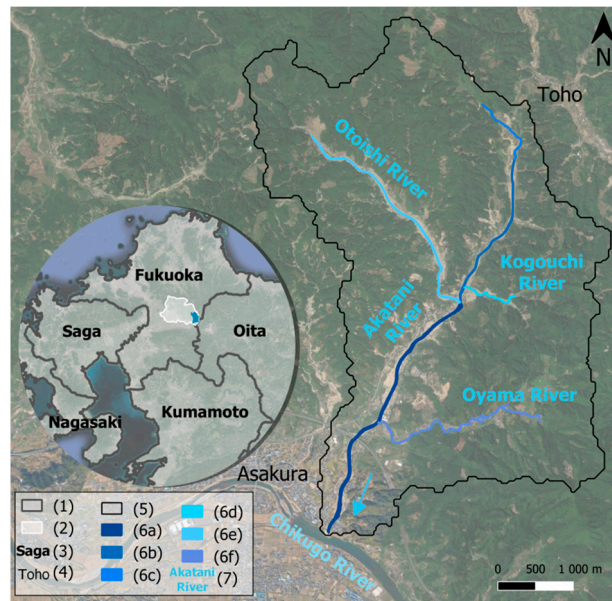 N
Toho
Otoishi River
Kogouchi
River
Akatani
River
Oyama River
Fukuoka
Saga
Oita
Nagasaki
Kumamoto
Asakura
Chikugo River
(1)
(2)
Saga (3)
Toho (4)
(5)
(6a)
(6b)
(6c)
(6d)
(6e)
(6f)
Akatani
River (7)
0 500 1 000 m